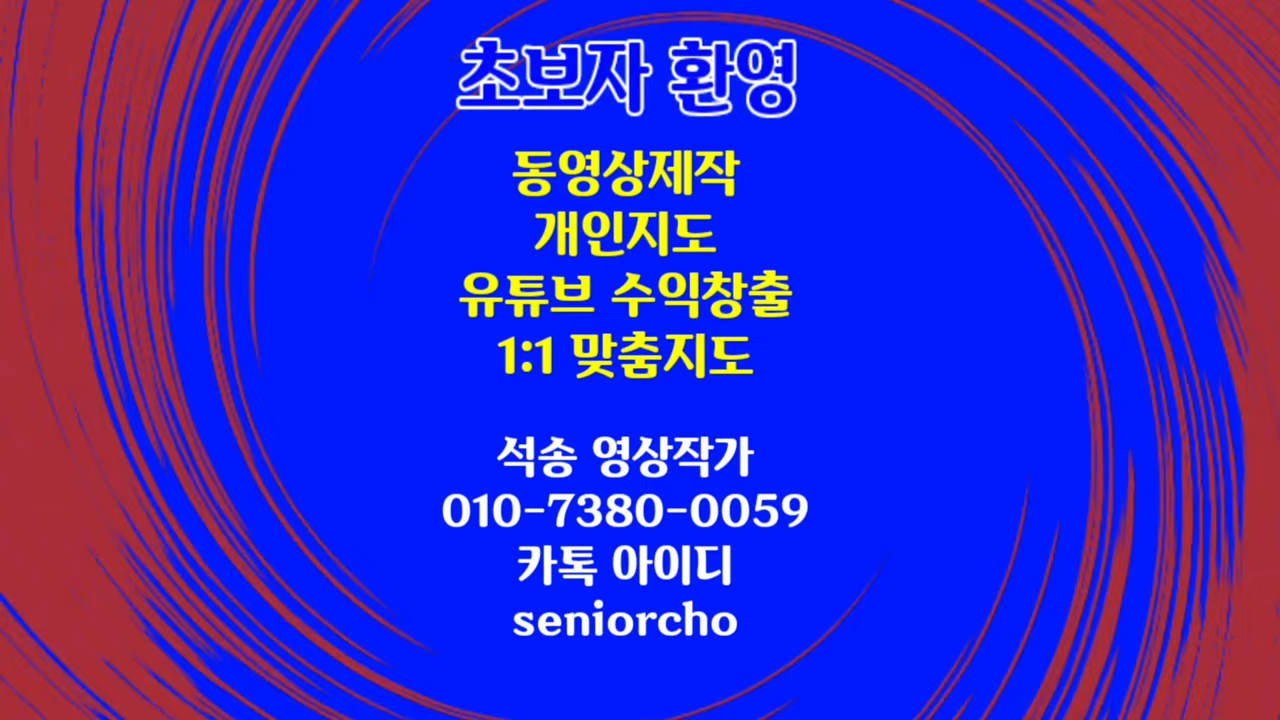 초보자 환영
동영상제작
개인지도
유튜브 수익창출
1:1 맞춤지도
석송 영상작가
010-7380-0059
카톡 아이디
seniorcho